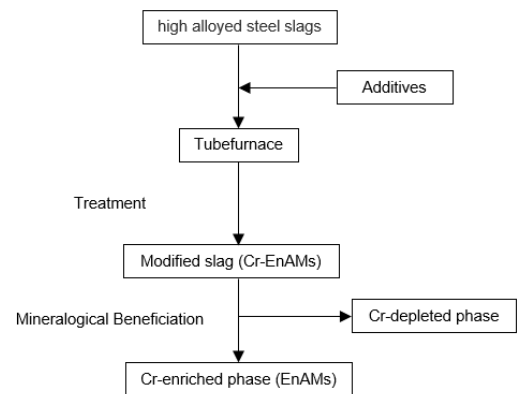 high alloyed steel slags
Additives
Tubefurnace
Treatment
Modified slag (Cr-EnAMs)
Mineralogical Beneficiation
Cr-depleted phase
Cr-enriched phase (EnAMs)